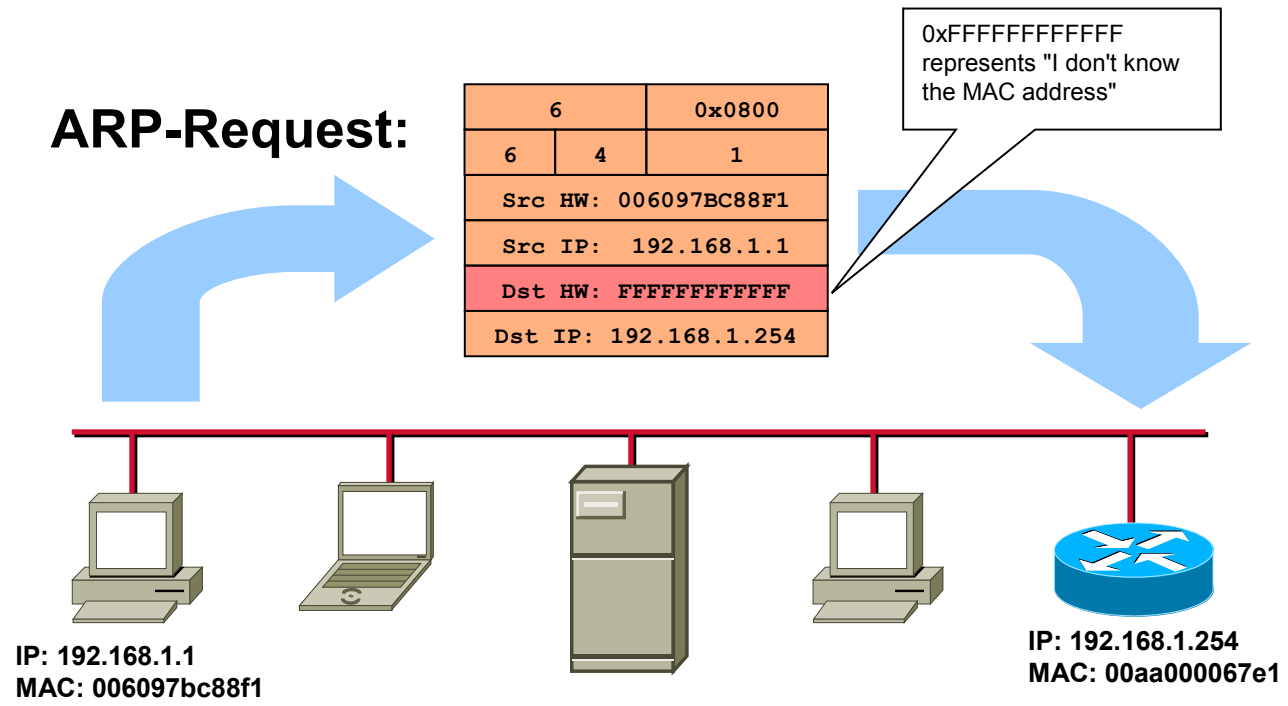 ARP-Request:
0xFFFFFFFFFFFF
represents "I don't know
the MAC address"
6 0x0800
6 4 1
Src HW: 006097BC88F1
Src IP: 192.168.1.1
Dst HW: FFFFFFFFFFFF
Dst IP: 192.168.1.254
IP: 192.168.1.1
MAC: 006097bc88f1
IP: 192.168.1.254
MAC: 00aa000067e1